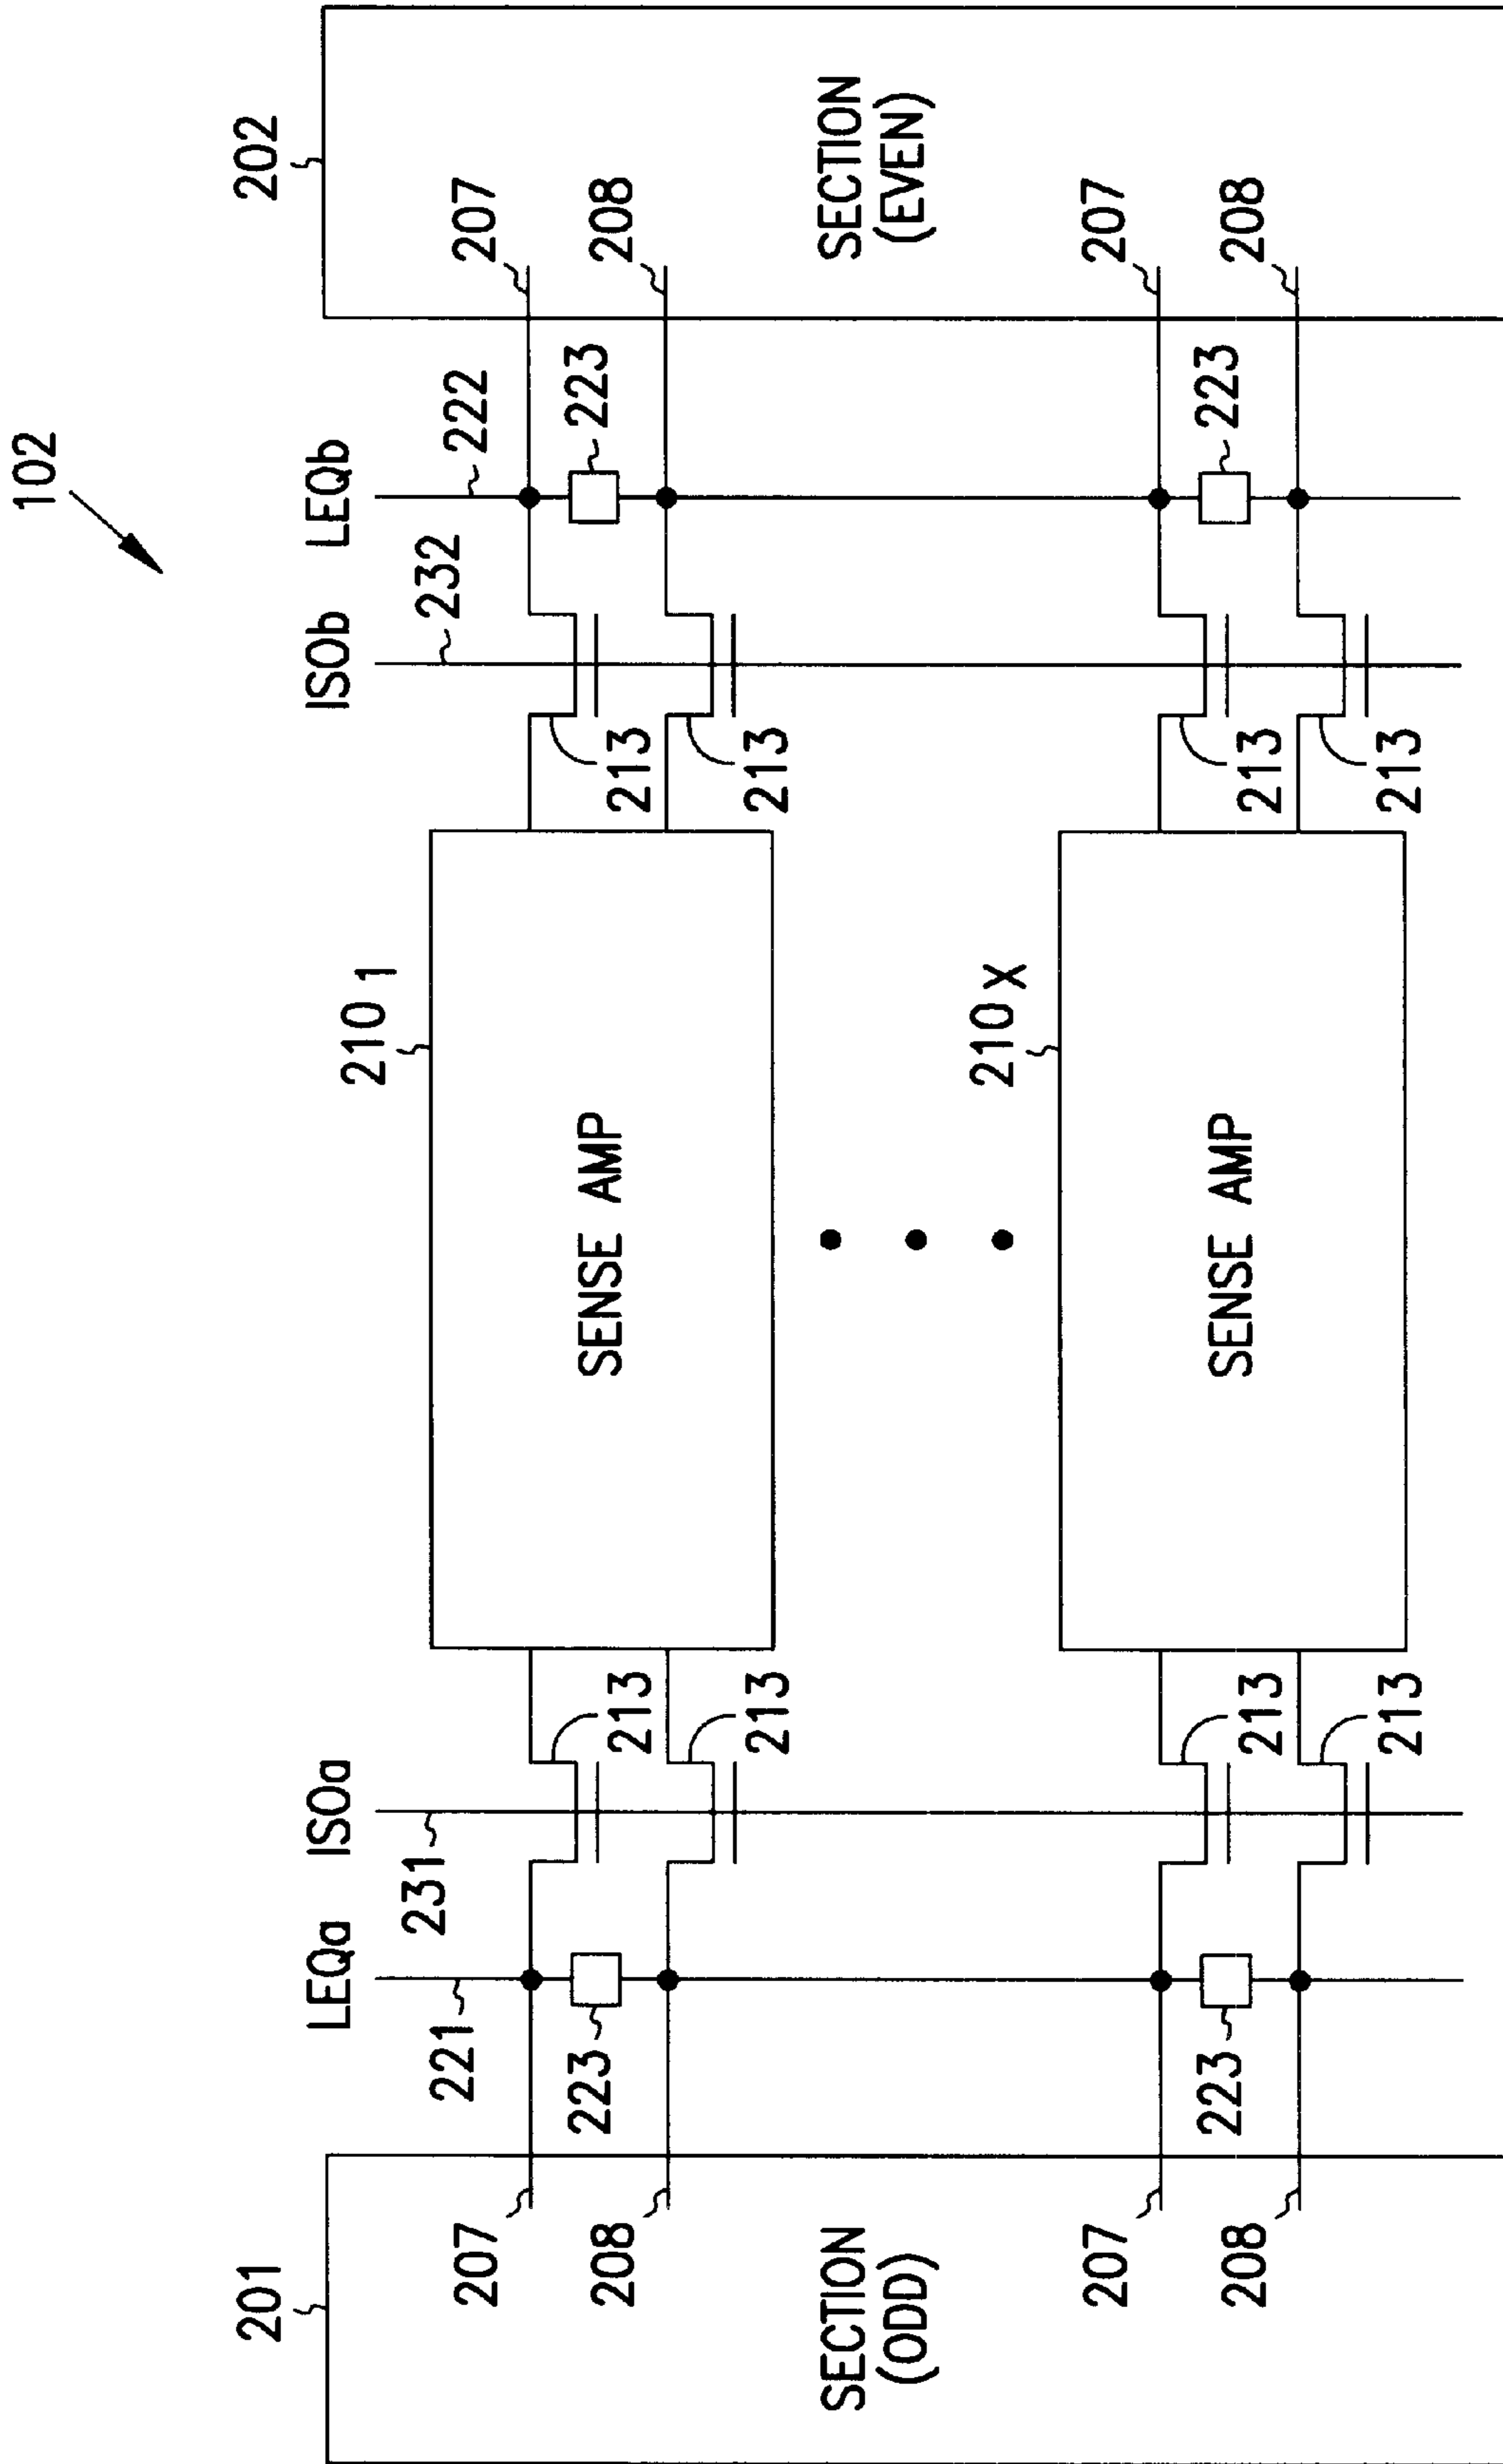 102
201
202
LEQa
ISOa
ISOb
LEQb
221
231
232
222
210 1
207
207
213
213
223
223
208
208
213
213
SENSE AMP
SECTION
(ODD)
SECTION
(EVEN)
210 X
207
207
213
213
223
223
208
208
213
213
SENSE AMP